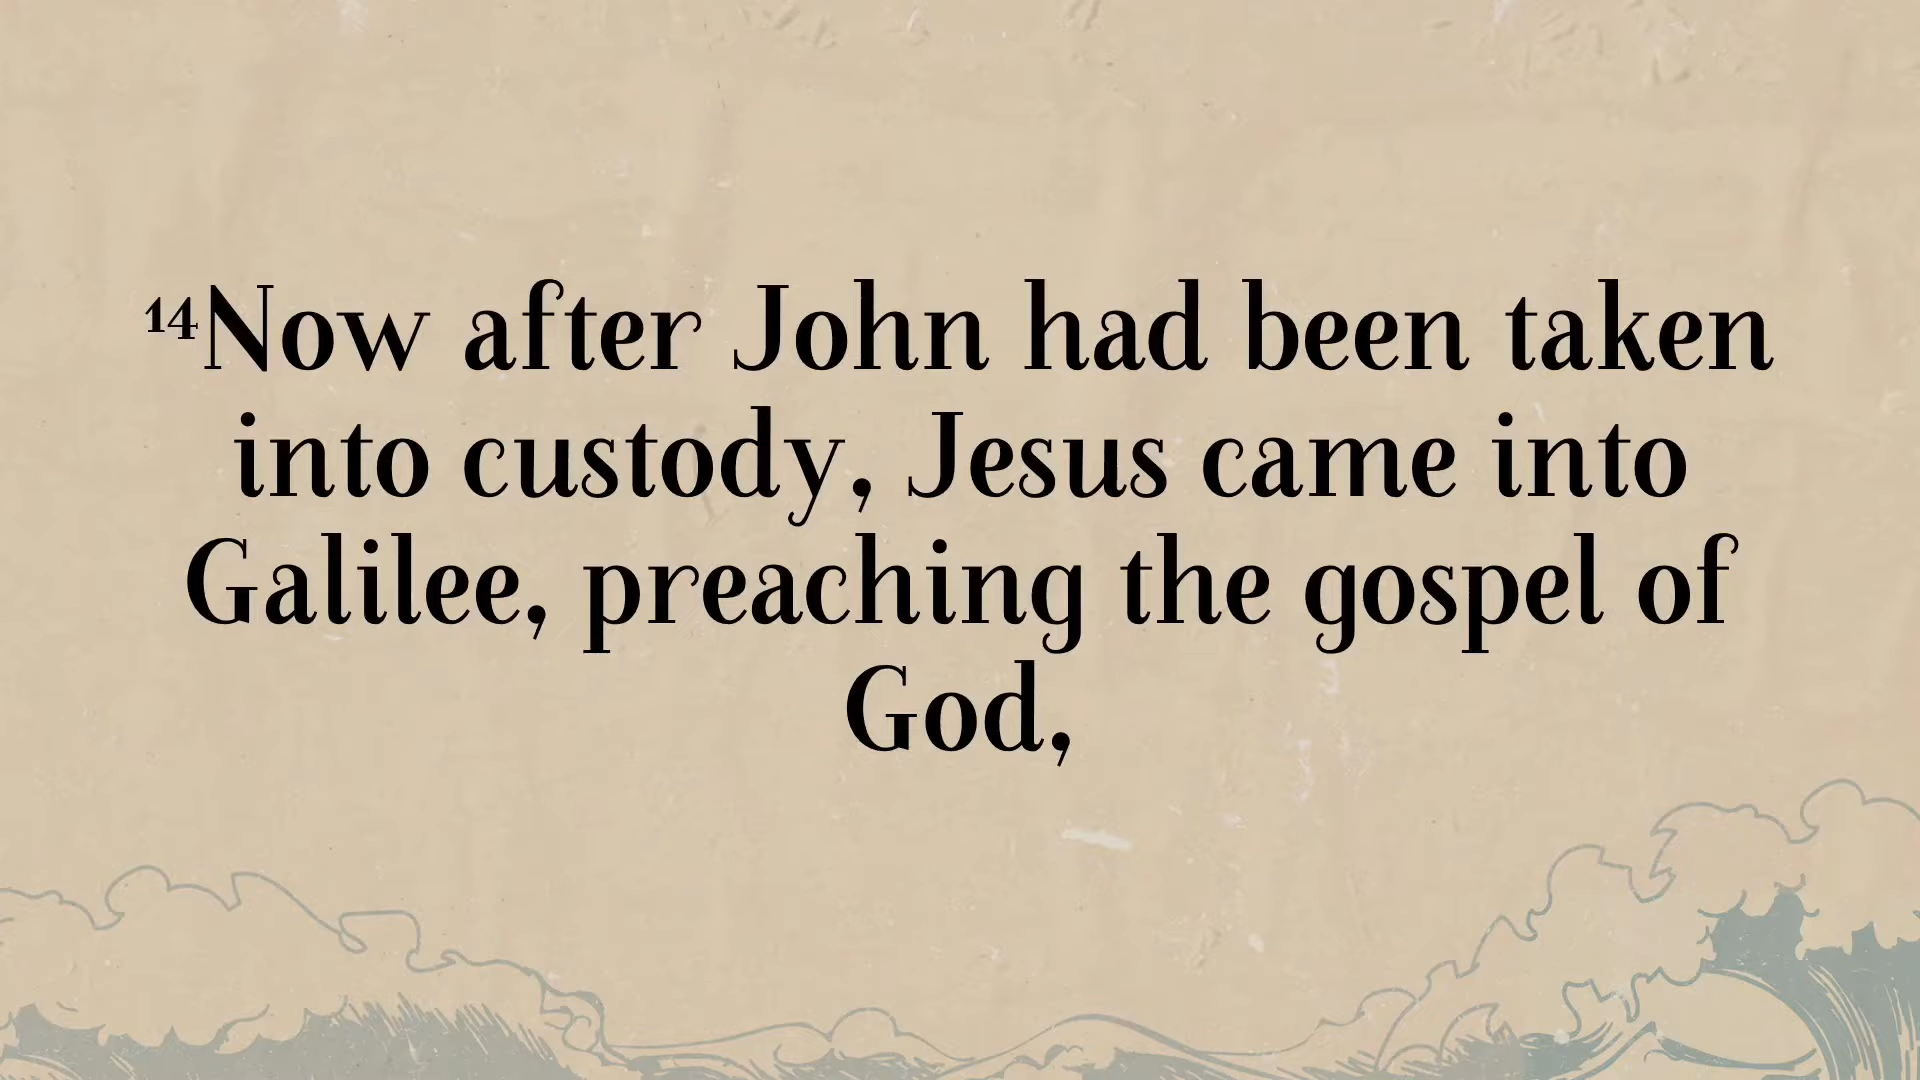 ¹⁴Now after John had been taken
into custody, Jesus came into
Galilee, preaching the gospel of
God,